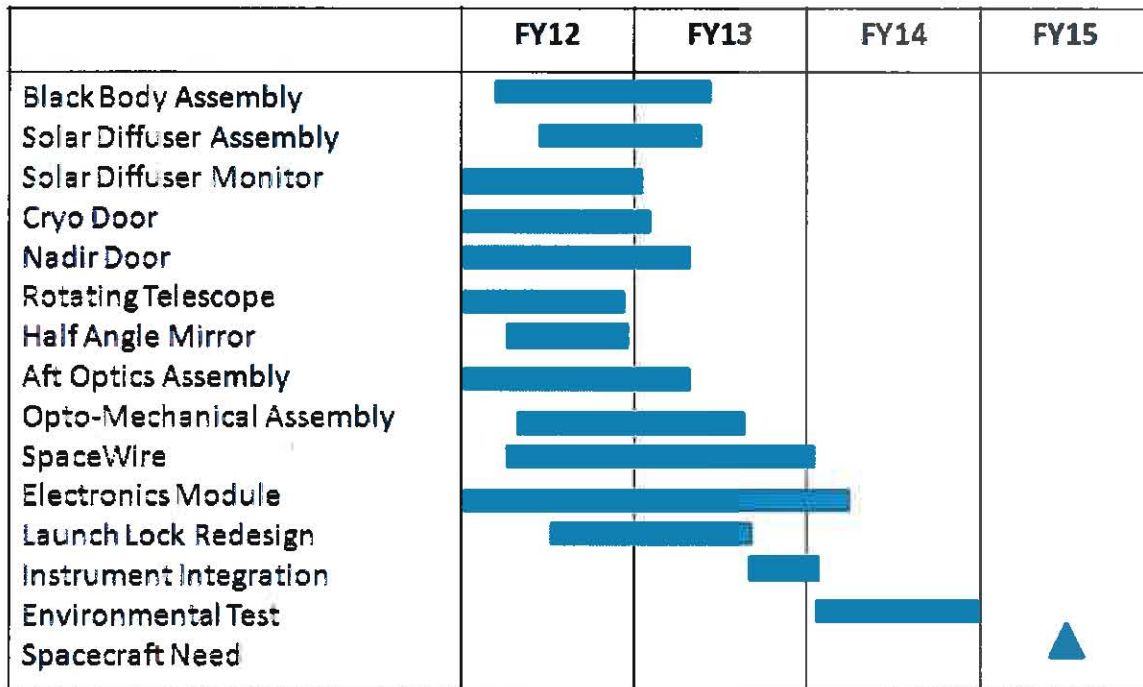 FY12 FY13 FY14 FY15
Black Body Assembly
Solar Diffuser Assembly
Solar Diffuser Monitor
Cryo Door
Nadir Door
Rotating Telescope
Half Angle Mirror
Aft Optics Assembly
Opto-Mechanical Assembly
SpaceWire
Electronics Module
Launch Lock Redesign
Instrument Integration
Environmental Test
Spacecraft Need